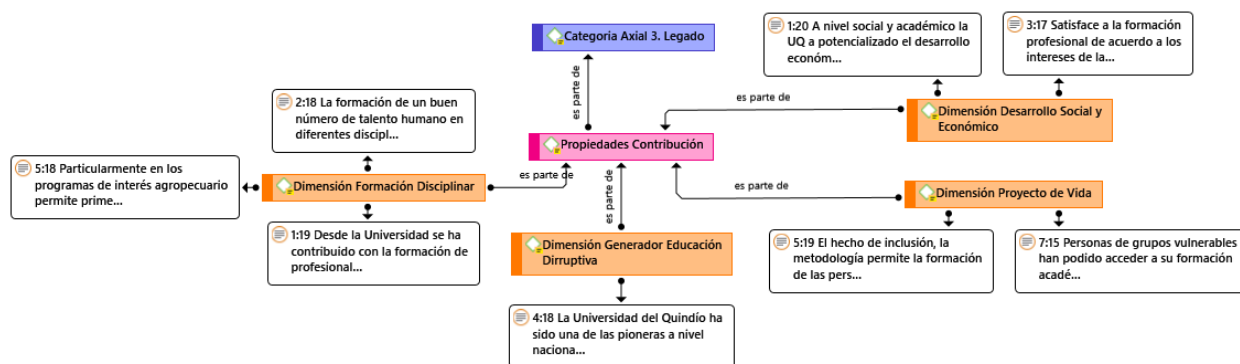 Categoria Axial 3. Legado
1:20 A nivel social y académico la
UQ a potencializado el desarrollo
económ...
3:17 Satisface a la formación
profesional de acuerdo a los
intereses de la...
es parte de
es parte de
Dimensión Desarrollo Social y
Económico
2:18 La formación de un buen
número de talento humano en
diferentes discipl...
Propiedades Contribución
5:18 Particularmente en los
programas de interés agropecuario
permite prime...
Dimensión Formación Disciplinar
es parte de
es parte de
es parte de
Dimensión Proyecto de Vida
1:19 Desde la Universidad se ha
contribuido con la formación de
profesional...
Dimensión Generador Educación
Dirruptiva
5:19 El hecho de inclusión, la
metodología permite la formación
de las pers...
7:15 Personas de grupos vulnerables
han podido acceder a su formación
acadé...
4:18 La Universidad del Quindío ha
sido una de las pioneras a nivel
naciona...